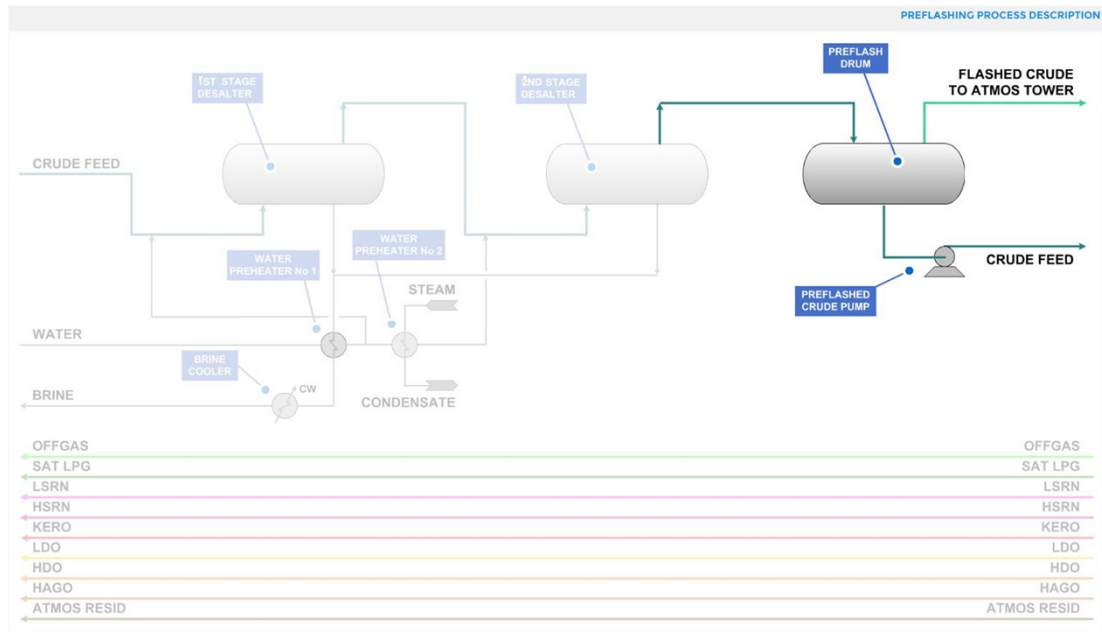 PREFLASHING PROCESS DESCRIPTION
PREFLASH
DRUM
1ST STAGE
DESALTER
2ND STAGE
DESALTER
FLASHED CRUDE
TO ATMOS TOWER
CRUDE FEED
WATER
PREHEATER No 1
WATER
PREHEATER No 2
CRUDE FEED
STEAM
PREFLASHED
CRUDE PUMP
WATER
BRINE
COOLER
CW
BRINE
CONDENSATE
OFFGAS OFFGAS
SAT LPG SAT LPG
LSRN LSRN
HSRN HSRN
KERO KERO
LDO LDO
HDO HDO
HAGO HAGO
ATMOS RESID ATMOS RESID